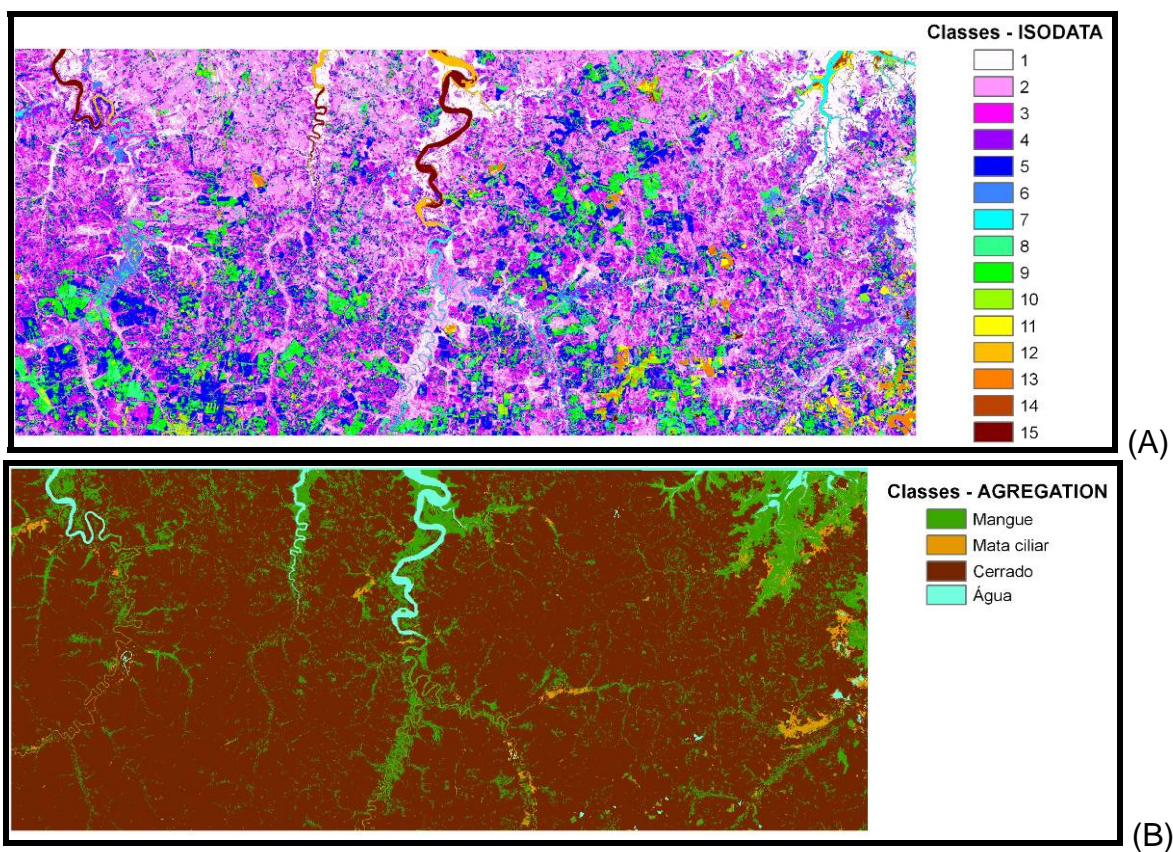 Classes - ISODATA
1
2
3
4
5
6
7
8
9
10
11
12
13
14
15
(A)
Classes - AGREGATION
Mangue
Mata ciliar
Cerrado
Água
(B)